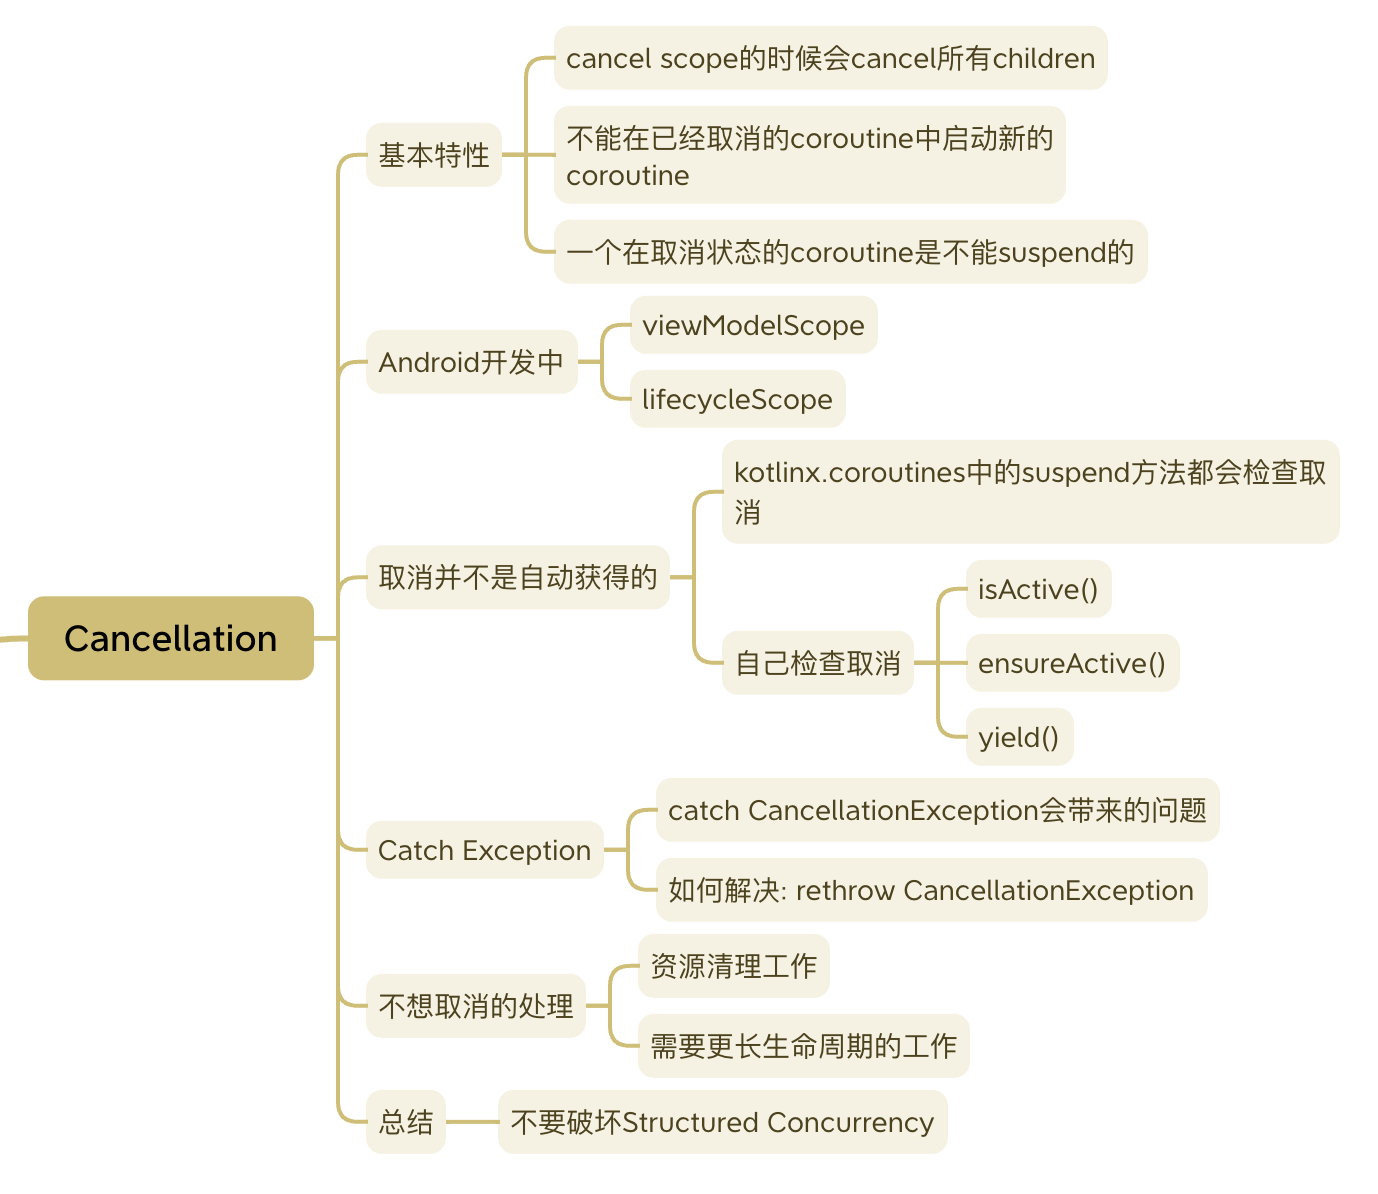 Cancellation
基本特性
cancel scope的时候会cancel所有children
不能在已经取消的coroutine中启动新的
coroutine
一个在取消状态的coroutine是不能suspend的
Android开发中
viewModelScope
lifecycleScope
取消并不是自动获得的
kotlinx.coroutines中的suspend方法都会检查取
消
自己检查取消
isActive()
ensureActive()
yield()
Catch Exception
catch CancellationException会带来的问题
如何解决: rethrow CancellationException
不想取消的处理
资源清理工作
需要更长生命周期的工作
总结
不要破坏Structured Concurrency